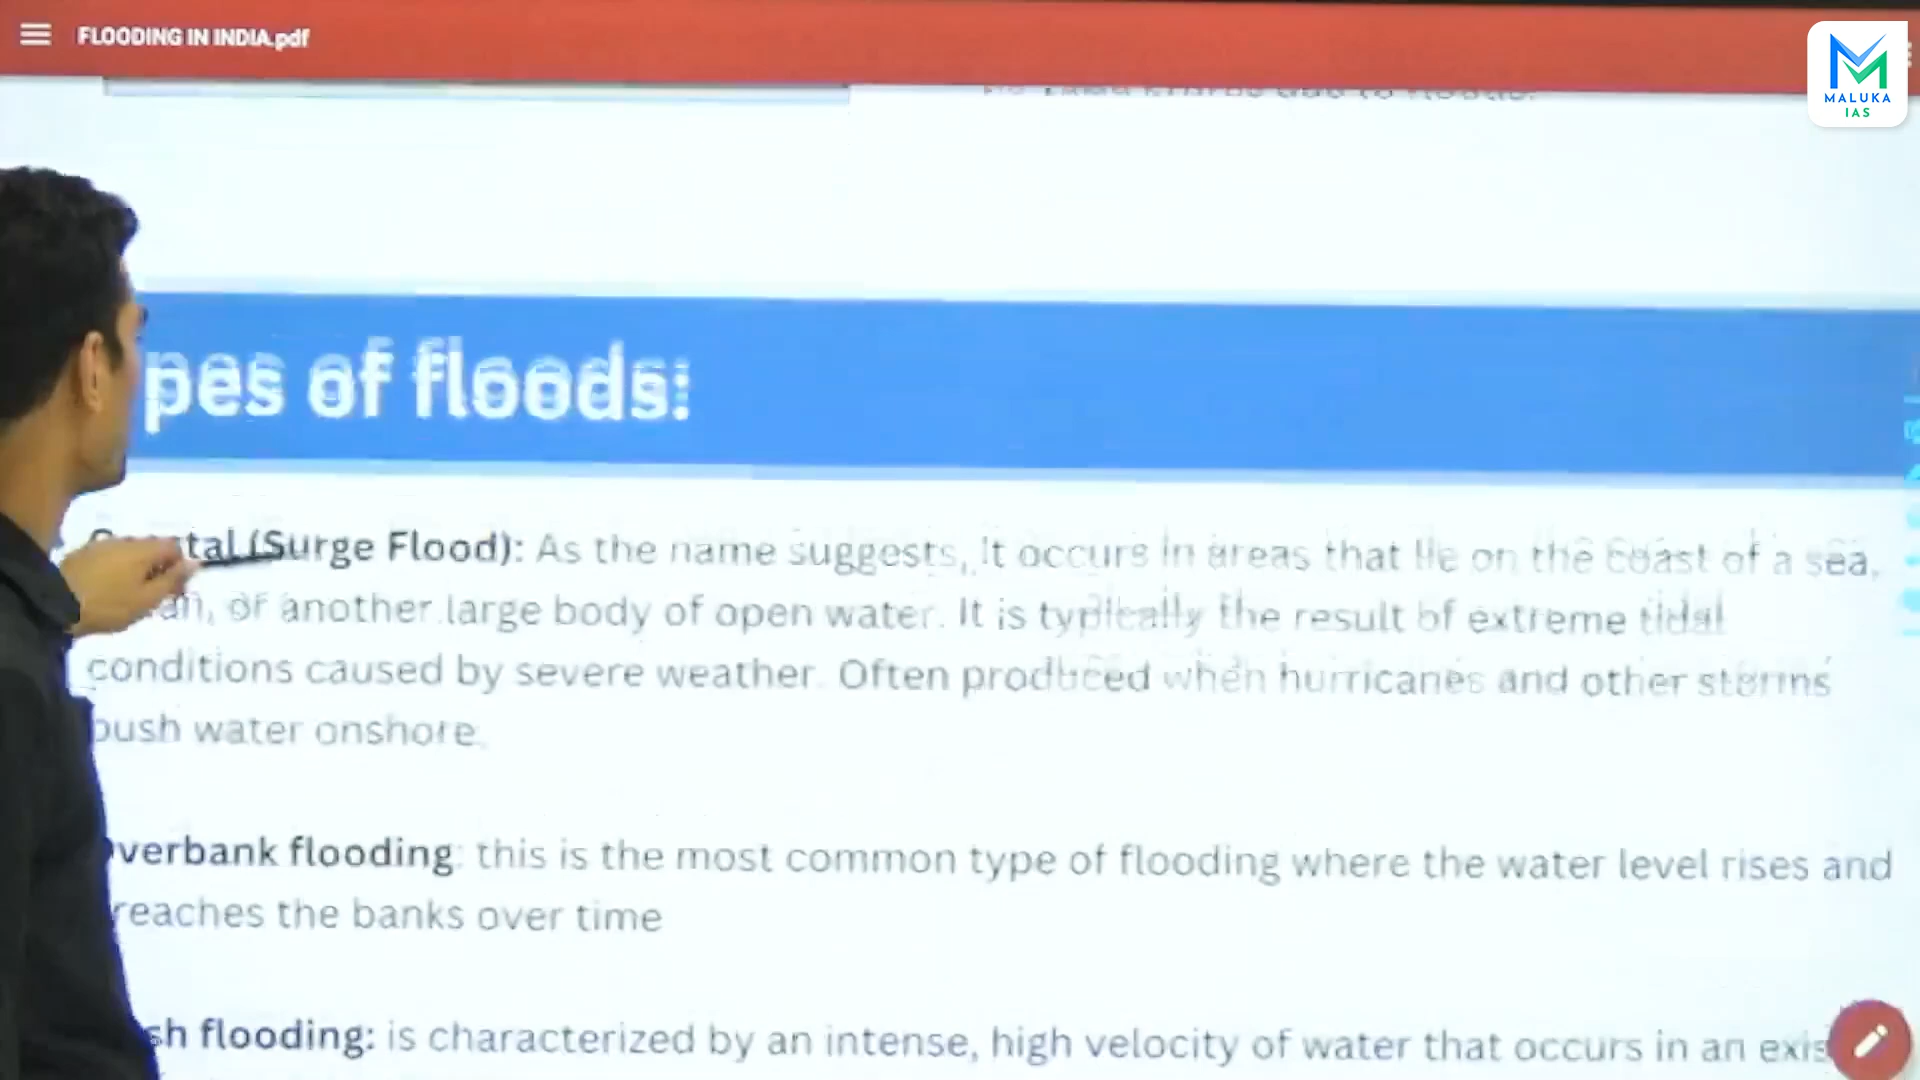 FLOODING IN INDIA.pdf
MALUKA
IAS
pes of floods:
tal (Surge Flood): As the name suggests, it occurs in areas that lie on the coast of a sea,
or another large body of open water. It is typically the result of extreme tidal
conditions caused by severe weather. Often produced when hurricanes and other storms
push water onshore.
verbank flooding: this is the most common type of flooding where the water level rises and
reaches the banks over time
sh flooding: is characterized by an intense, high velocity of water that occurs in an exis